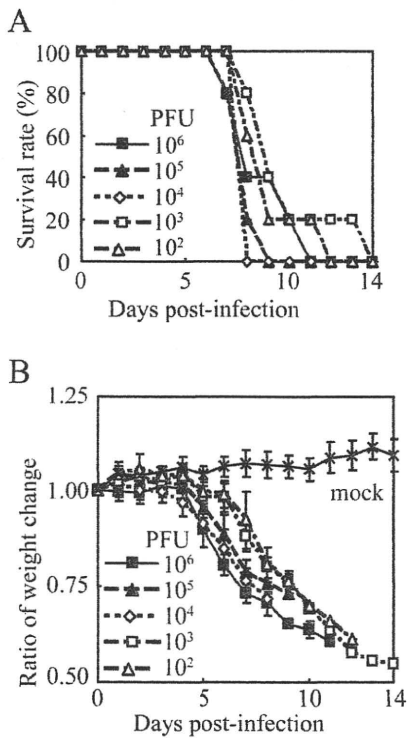 A
Survival rate (%)
100
80
60
40
20
0
PFU
10⁶
10⁵
10⁴
10³
10²
0 5 10 14
Days post-infection
B
Ratio of weight change
1.25
1.00
0.75
0.50
mock
PFU
10⁶
10⁵
10⁴
10³
10²
0 5 10 14
Days post-infection